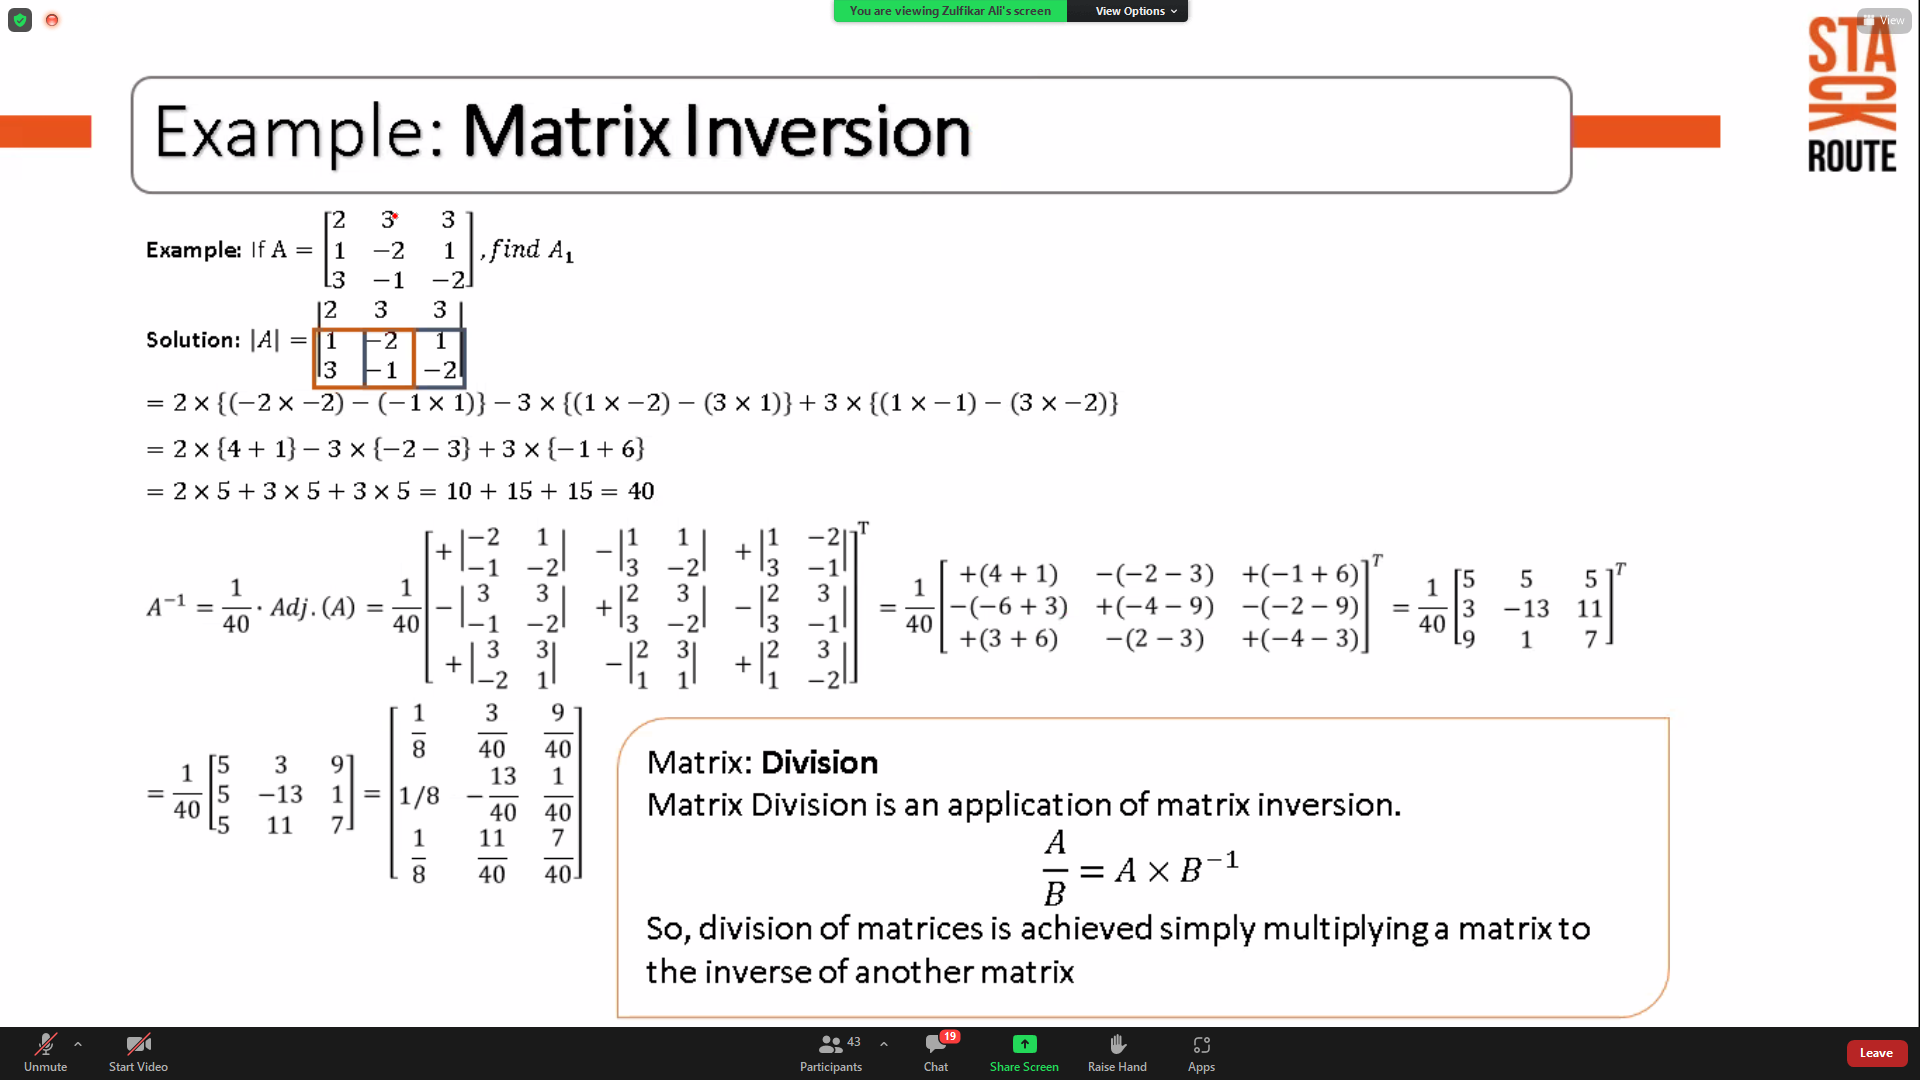 You are viewing Zulfikar Ali's screen View Options
View
STACK ROUTE
Example: Matrix Inversion
Example: If A = [2 3 3; 1 −2 1; 3 −1 −2], find A₁
Solution: |A| = |2 3 3; 1 −2 1; 3 −1 −2|
= 2 × {(−2 × −2) − (−1 × 1)} − 3 × {(1 × −2) − (3 × 1)} + 3 × {(1 × −1) − (3 × −2)}
= 2 × {4 + 1} − 3 × {−2 − 3} + 3 × {−1 + 6}
= 2 × 5 + 3 × 5 + 3 × 5 = 10 + 15 + 15 = 40
A⁻¹ = 1/40 · Adj. (A) = 1/40 [+|−2 1; −1 −2| −|1 1; 3 −2| +|1 −2; 3 −1|; −|3 3; −1 −2| +|2 3; 3 −2| −|2 3; 3 −1|; +|3 3; −2 1| −|2 3; 1 1| +|2 3; 1 −2|]ᵀ = 1/40 [+(4 + 1) −(−2 − 3) +(−1 + 6); −(−6 + 3) +(−4 − 9) −(−2 − 9); +(3 + 6) −(2 − 3) +(−4 − 3)]ᵀ = 1/40 [5 5 5; 3 −13 11; 9 1 7]ᵀ
= 1/40 [5 3 9; 5 −13 1; 5 11 7] = [1/8 3/40 9/40; 1/8 −13/40 1/40; 1/8 11/40 7/40]
Matrix: Division
Matrix Division is an application of matrix inversion.
A/B = A × B⁻¹
So, division of matrices is achieved simply multiplying a matrix to
the inverse of another matrix
Unmute Start Video Participants 43 Chat 19 Share Screen Raise Hand Apps Leave